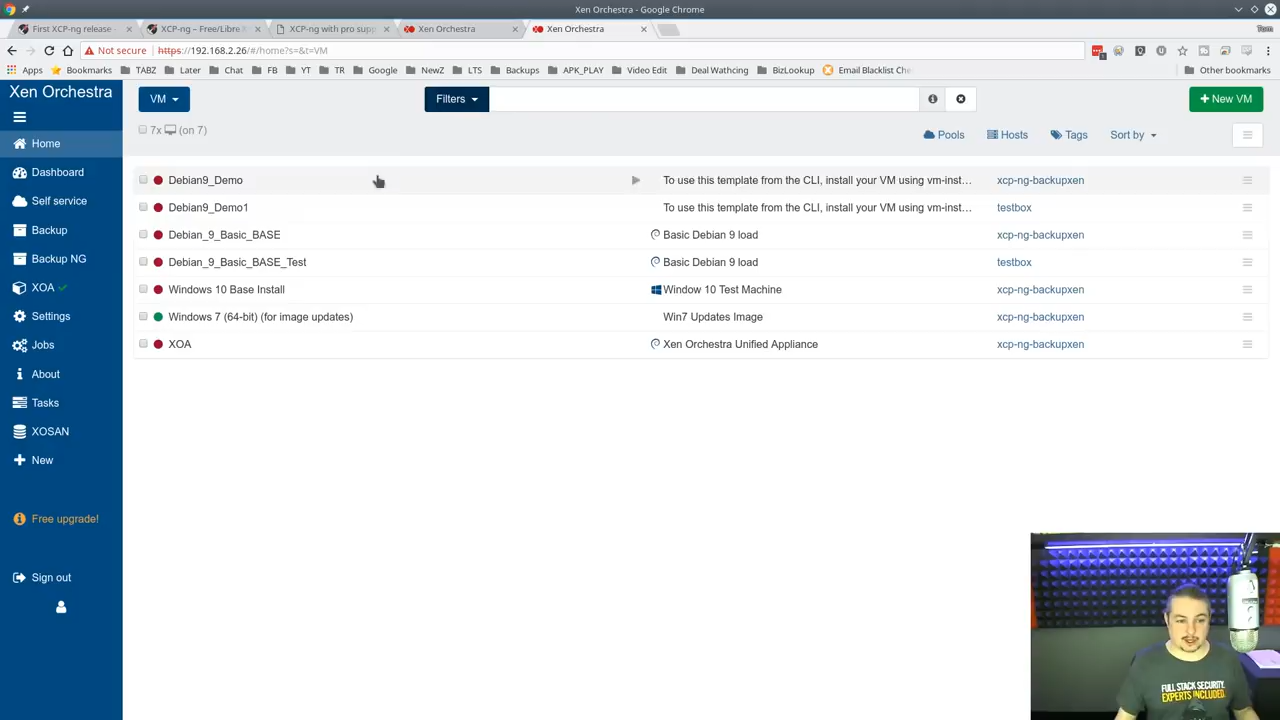 Xen Orchestra - Google Chrome
First XCP-ng release -
XCP-ng – Free/Libre
XCP-ng with pro supp
Xen Orchestra
Xen Orchestra
Tom
Not secure https://192.168.2.26/#/home?s=&t=VM
Apps Bookmarks TABZ Later Chat FB YT TR Google NewZ LTS Backups APK_PLAY Video Edit Deal Wathcing BizLookup Email Blacklist Che Other bookmarks
Xen Orchestra
VM
Filters
+ New VM
7x (on 7)
Pools Hosts Tags Sort by
Home
Dashboard
Self service
Backup
Backup NG
XOA
Settings
Jobs
About
Tasks
XOSAN
New
Free upgrade!
Sign out
Debian9_Demo To use this template from the CLI, install your VM using vm-inst... xcp-ng-backupxen
Debian9_Demo1 To use this template from the CLI, install your VM using vm-inst... testbox
Debian_9_Basic_BASE Basic Debian 9 load xcp-ng-backupxen
Debian_9_Basic_BASE_Test Basic Debian 9 load testbox
Windows 10 Base Install Window 10 Test Machine xcp-ng-backupxen
Windows 7 (64-bit) (for image updates) Win7 Updates Image xcp-ng-backupxen
XOA Xen Orchestra Unified Appliance xcp-ng-backupxen
FULL STACK SECURITY.
EXPERTS INCLUDED.